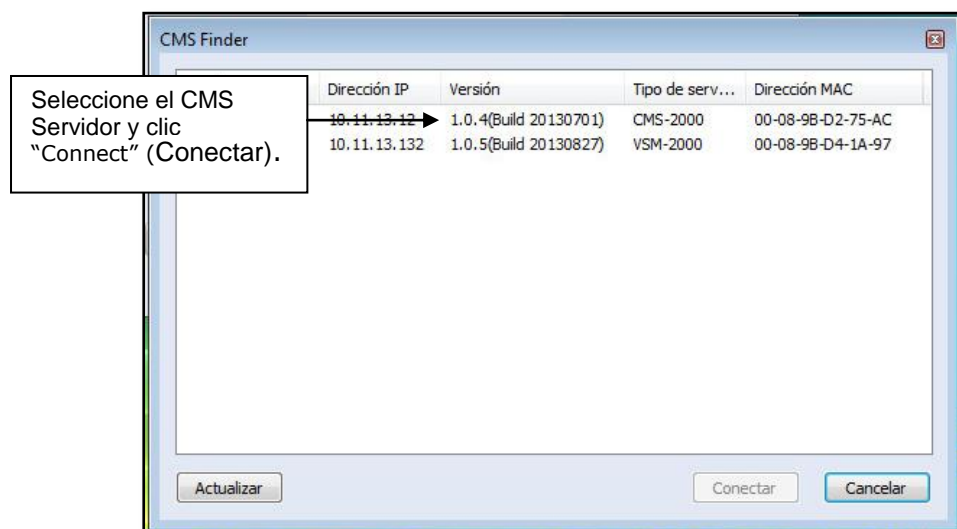 CMS Finder
Seleccione el CMS
Servidor y clic
“Connect” (Conectar).
Dirección IP Versión Tipo de serv... Dirección MAC
10.11.13.12 1.0.4(Build 20130701) CMS-2000 00-08-9B-D2-75-AC
10.11.13.132 1.0.5(Build 20130827) VSM-2000 00-08-9B-D4-1A-97
Actualizar Conectar Cancelar